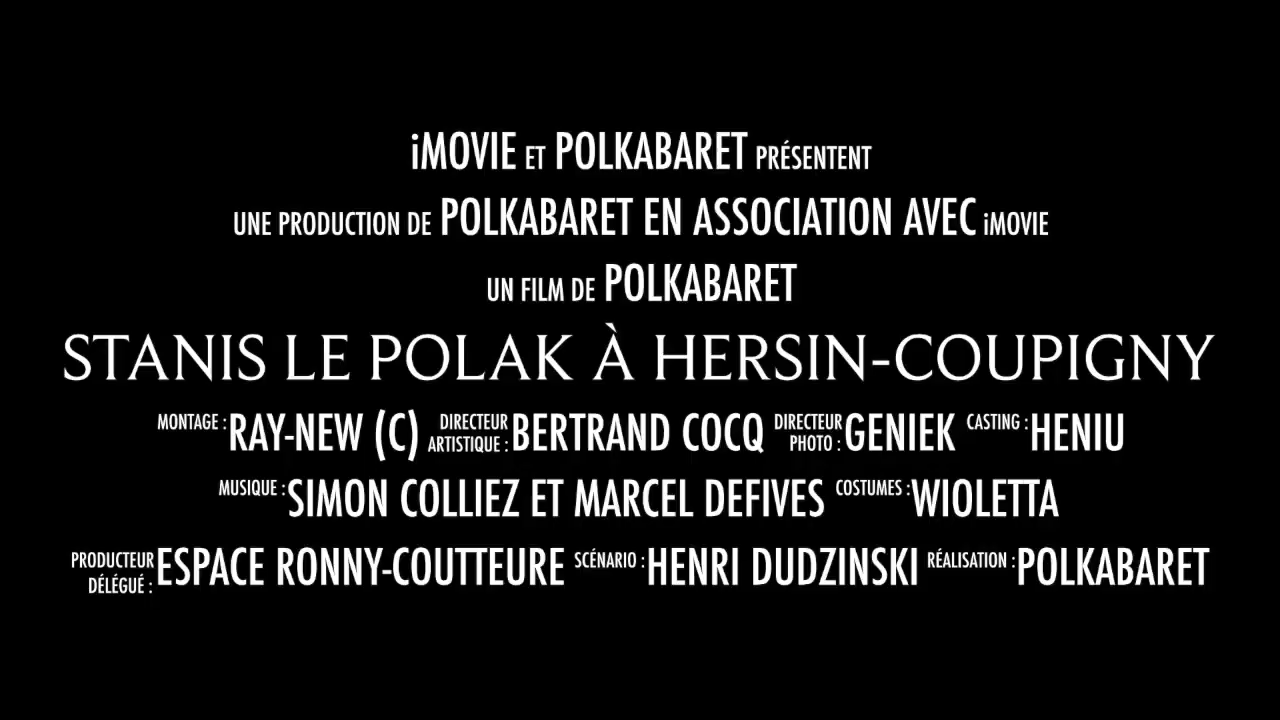 iMOVIE ET POLKABARET PRÉSENTENT
UNE PRODUCTION DE POLKABARET EN ASSOCIATION AVEC iMOVIE
UN FILM DE POLKABARET
STANIS LE POLAK À HERSIN-COUPIGNY
MONTAGE : RAY-NEW (C) DIRECTEUR ARTISTIQUE : BERTRAND COCQ DIRECTEUR PHOTO : GENIEK CASTING : HENIU
MUSIQUE : SIMON COLLIEZ ET MARCEL DEFIVES COSTUMES : WIOLETTA
PRODUCTEUR DÉLÉGUÉ : ESPACE RONNY-COUTTEURE SCÉNARIO : HENRI DUDZINSKI RÉALISATION : POLKABARET